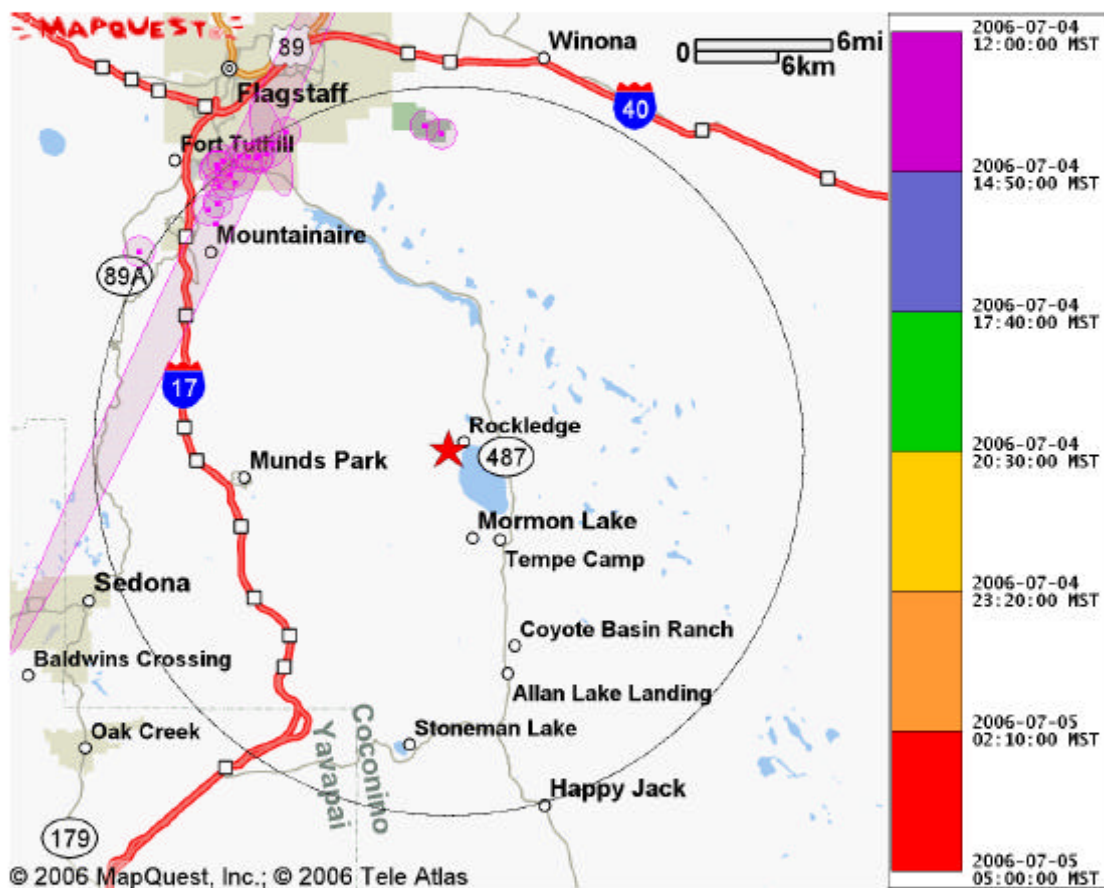 MAPQUEST
89
Winona
0
6mi
6km
Flagstaff
40
Fort Tuthill
Mountainaire
89A
17
Rockledge
487
Munds Park
Mormon Lake
Tempe Camp
Sedona
Coyote Basin Ranch
Baldwins Crossing
Allan Lake Landing
Oak Creek
Stoneman Lake
Coconino
Yavapai
Happy Jack
179
© 2006 MapQuest, Inc.; © 2006 Tele Atlas
2006-07-04
12:00:00 MST
2006-07-04
14:50:00 MST
2006-07-04
17:40:00 MST
2006-07-04
20:30:00 MST
2006-07-04
23:20:00 MST
2006-07-05
02:10:00 MST
2006-07-05
05:00:00 MST